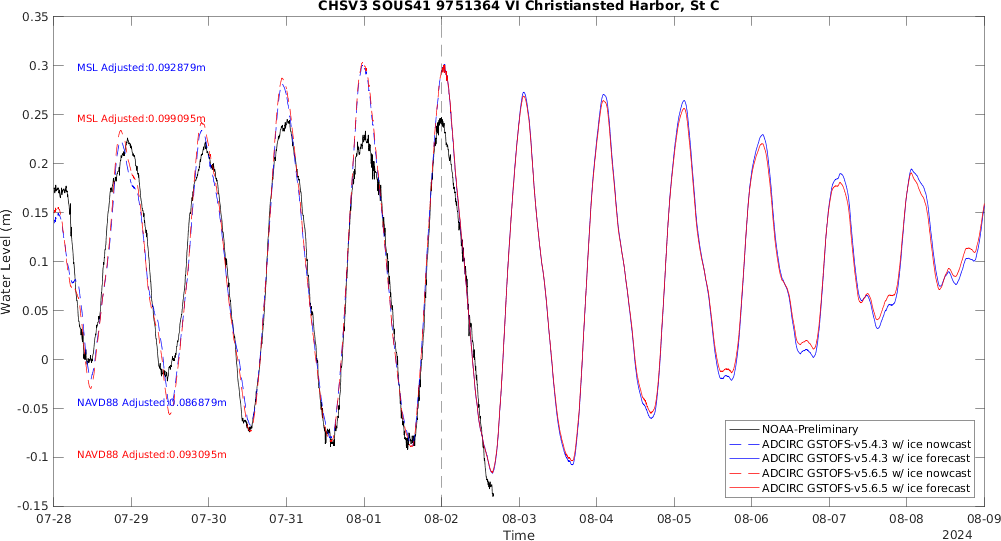 CHSV3 SOUS41 9751364 VI Christiansted Harbor, St C
0.35
0.3
0.25
0.2
0.15
0.1
0.05
0
-0.05
-0.1
-0.15
Water Level (m)
MSL Adjusted:0.092879m
MSL Adjusted:0.099095m
NAVD88 Adjusted:0.086879m
NAVD88 Adjusted:0.093095m
NOAA-Preliminary
ADCIRC GSTOFS-v5.4.3 w/ ice nowcast
ADCIRC GSTOFS-v5.4.3 w/ ice forecast
ADCIRC GSTOFS-v5.6.5 w/ ice nowcast
ADCIRC GSTOFS-v5.6.5 w/ ice forecast
07-28 07-29 07-30 07-31 08-01 08-02 08-03 08-04 08-05 08-06 08-07 08-08 08-09
Time
2024